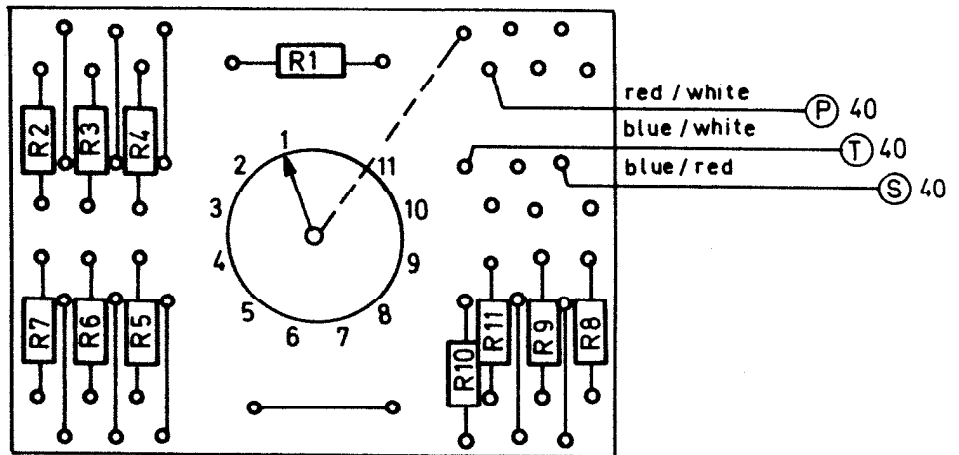 R1
R2
R3
R4
red/white
P 40
blue/white
T 40
blue/red
S 40
1
2
3
4
5
6
7
8
9
10
11
R7
R6
R5
R10
R11
R9
R8